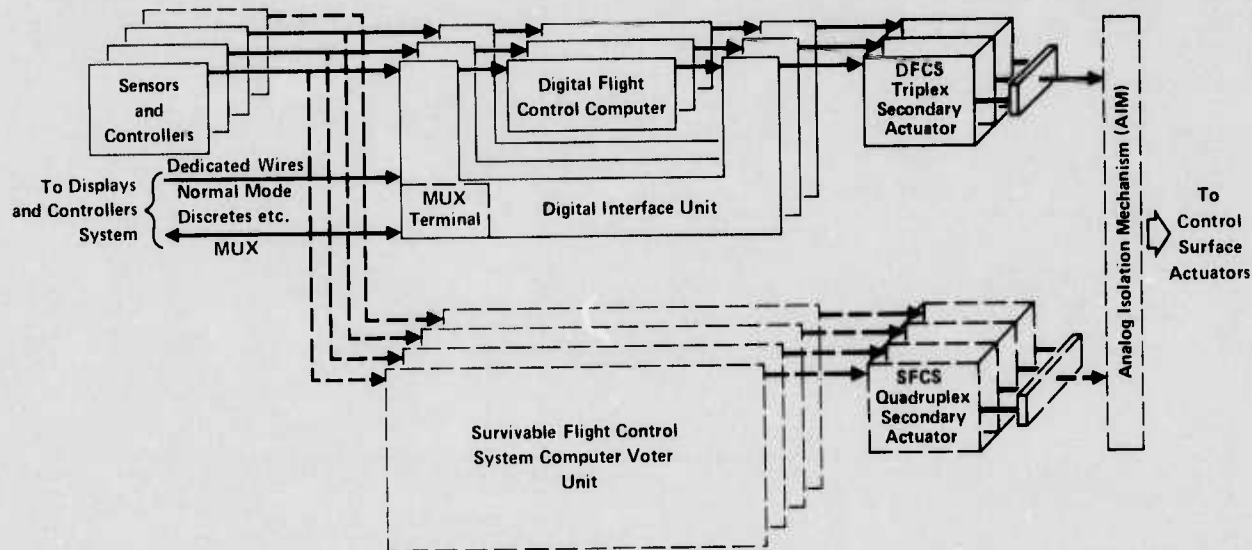 Sensors
and
Controllers
Digital Flight
Control Computer
DFCS
Triplex
Secondary
Actuator
Dedicated Wires
Normal Mode
Discretes etc.
MUX
To Displays
and Controllers
System
MUX
Terminal
Digital Interface Unit
Analog Isolation Mechanism (AIM)
To
Control
Surface
Actuators
Survivable Flight Control
System Computer Voter
Unit
SFCS
Quadruplex
Secondary
Actuator